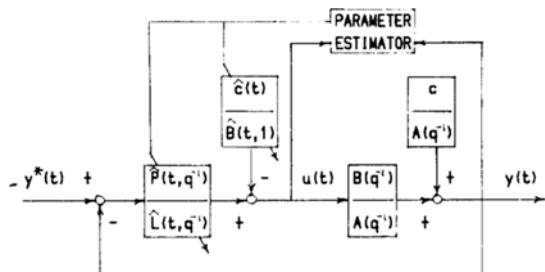 PARAMETER
ESTIMATOR
ĉ(t)
B̂(t,1)
c
A(q⁻¹)
y*(t)
+
-
P̂(t,q⁻¹)
L̂(t,q⁻¹)
-
+
u(t)
B(q⁻¹)
A(q⁻¹)
+
+
y(t)